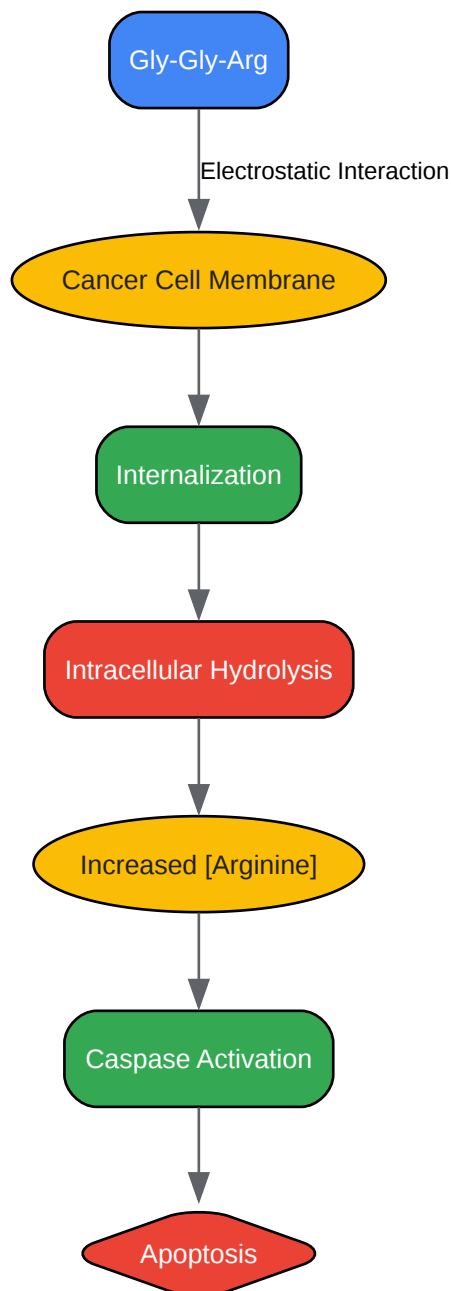 Gly-Gly-Arg
Electrostatic Interaction
Cancer Cell Membrane
Internalization
Intracellular Hydrolysis
Increased [Arginine]
Caspase Activation
Apoptosis